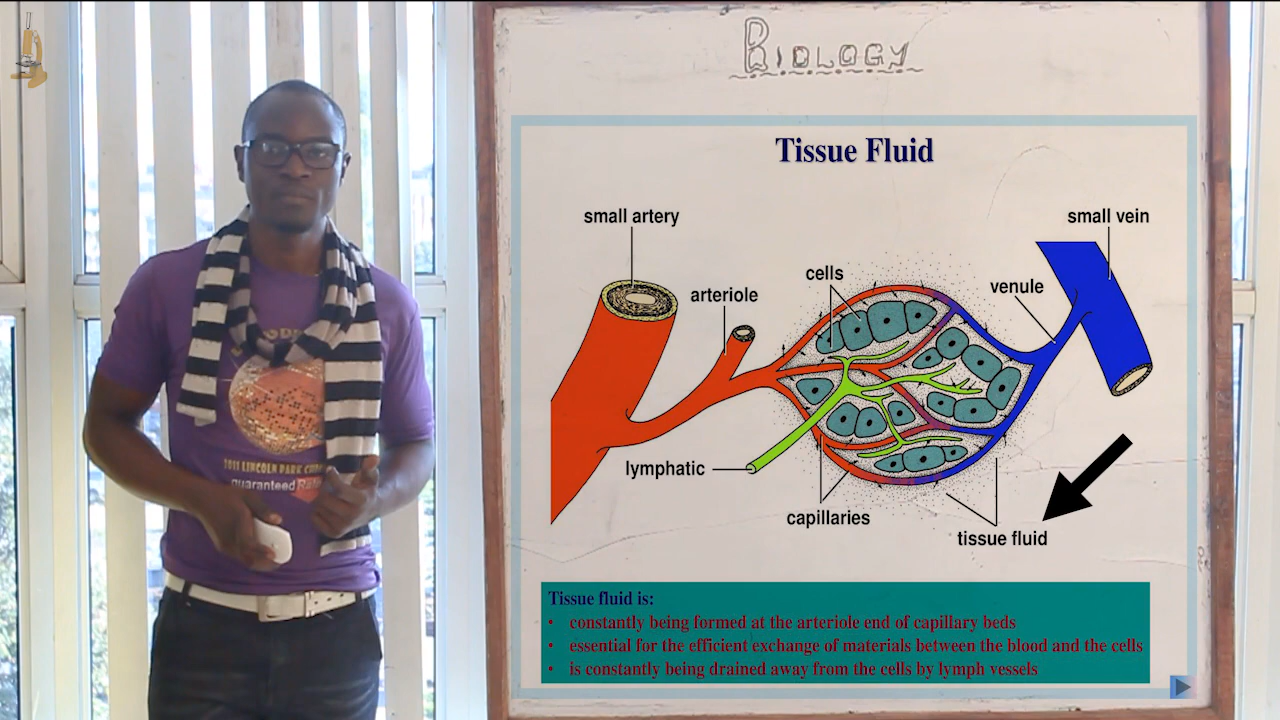 BIOLOGY
Tissue Fluid
small artery
small vein
cells
arteriole
venule
lymphatic
capillaries
tissue fluid
Tissue fluid is:
• constantly being formed at the arteriole end of capillary beds
• essential for the efficient exchange of materials between the blood and the cells
• is constantly being drained away from the cells by lymph vessels
1011 LINCOLN PARK
Guaranteed